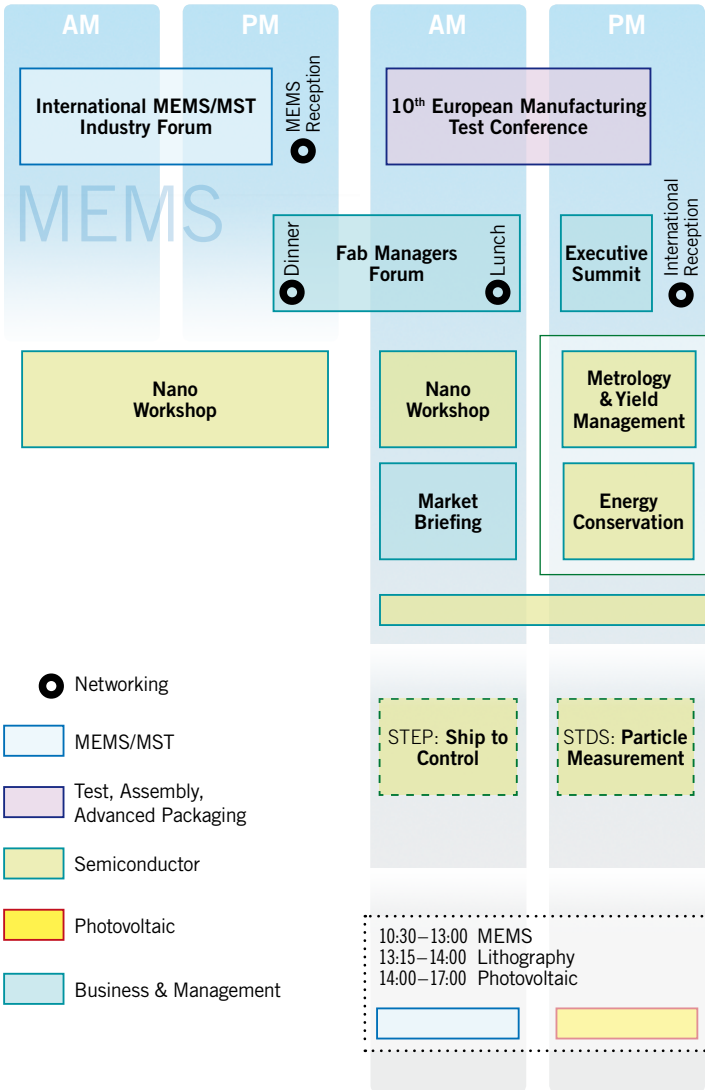 AM PM AM PM
International MEMS/MST
Industry Forum
MEMS
Reception
10th European Manufacturing
Test Conference
MEMS
Dinner
Fab Managers
Forum
Lunch
Executive
Summit
International
Reception
Nano
Workshop
Nano
Workshop
Metrology
& Yield
Management
Market
Briefing
Energy
Conservation
Networking
MEMS/MST
Test, Assembly,
Advanced Packaging
Semiconductor
Photovoltaic
Business & Management
STEP: Ship to
Control
STDS: Particle
Measurement
10:30–13:00 MEMS
13:15–14:00 Lithography
14:00–17:00 Photovoltaic